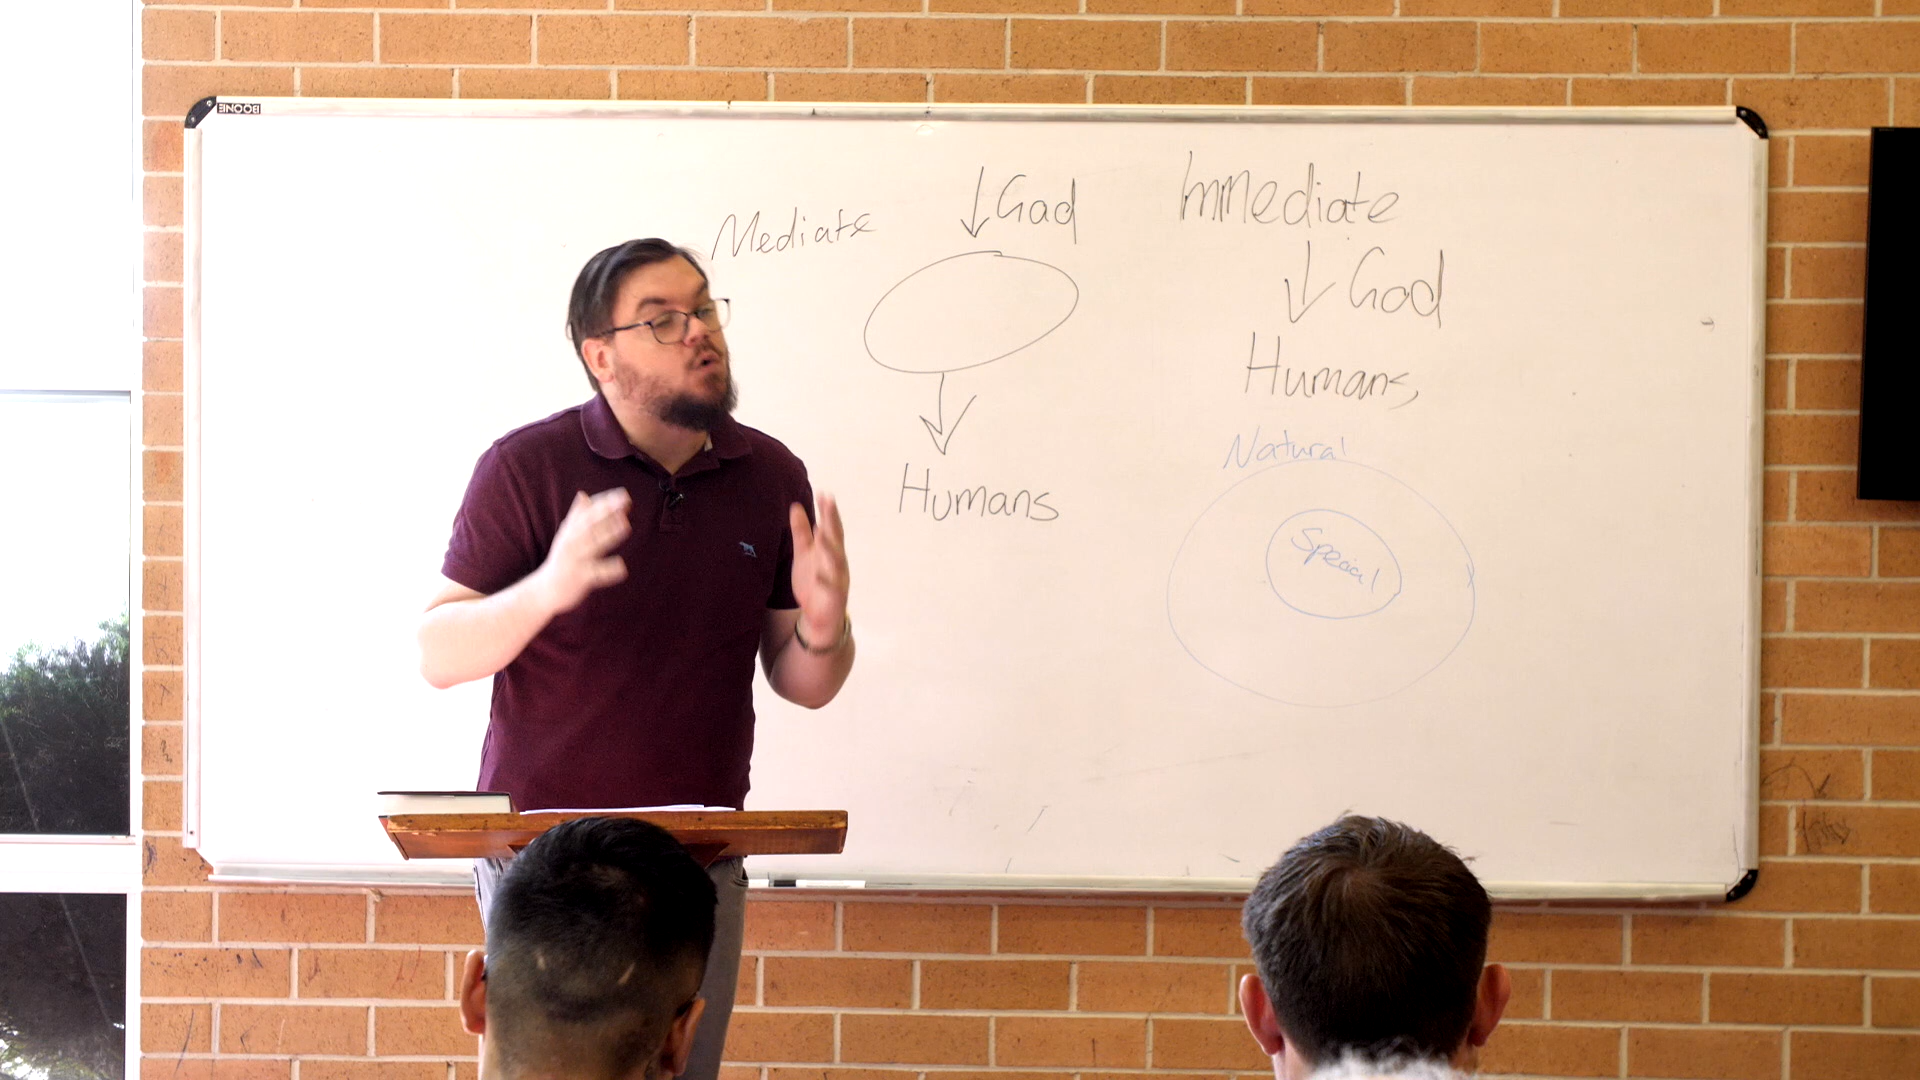 BOONE
Mediate
God
Humans
Immediate
God
Humans,
Natural
Special